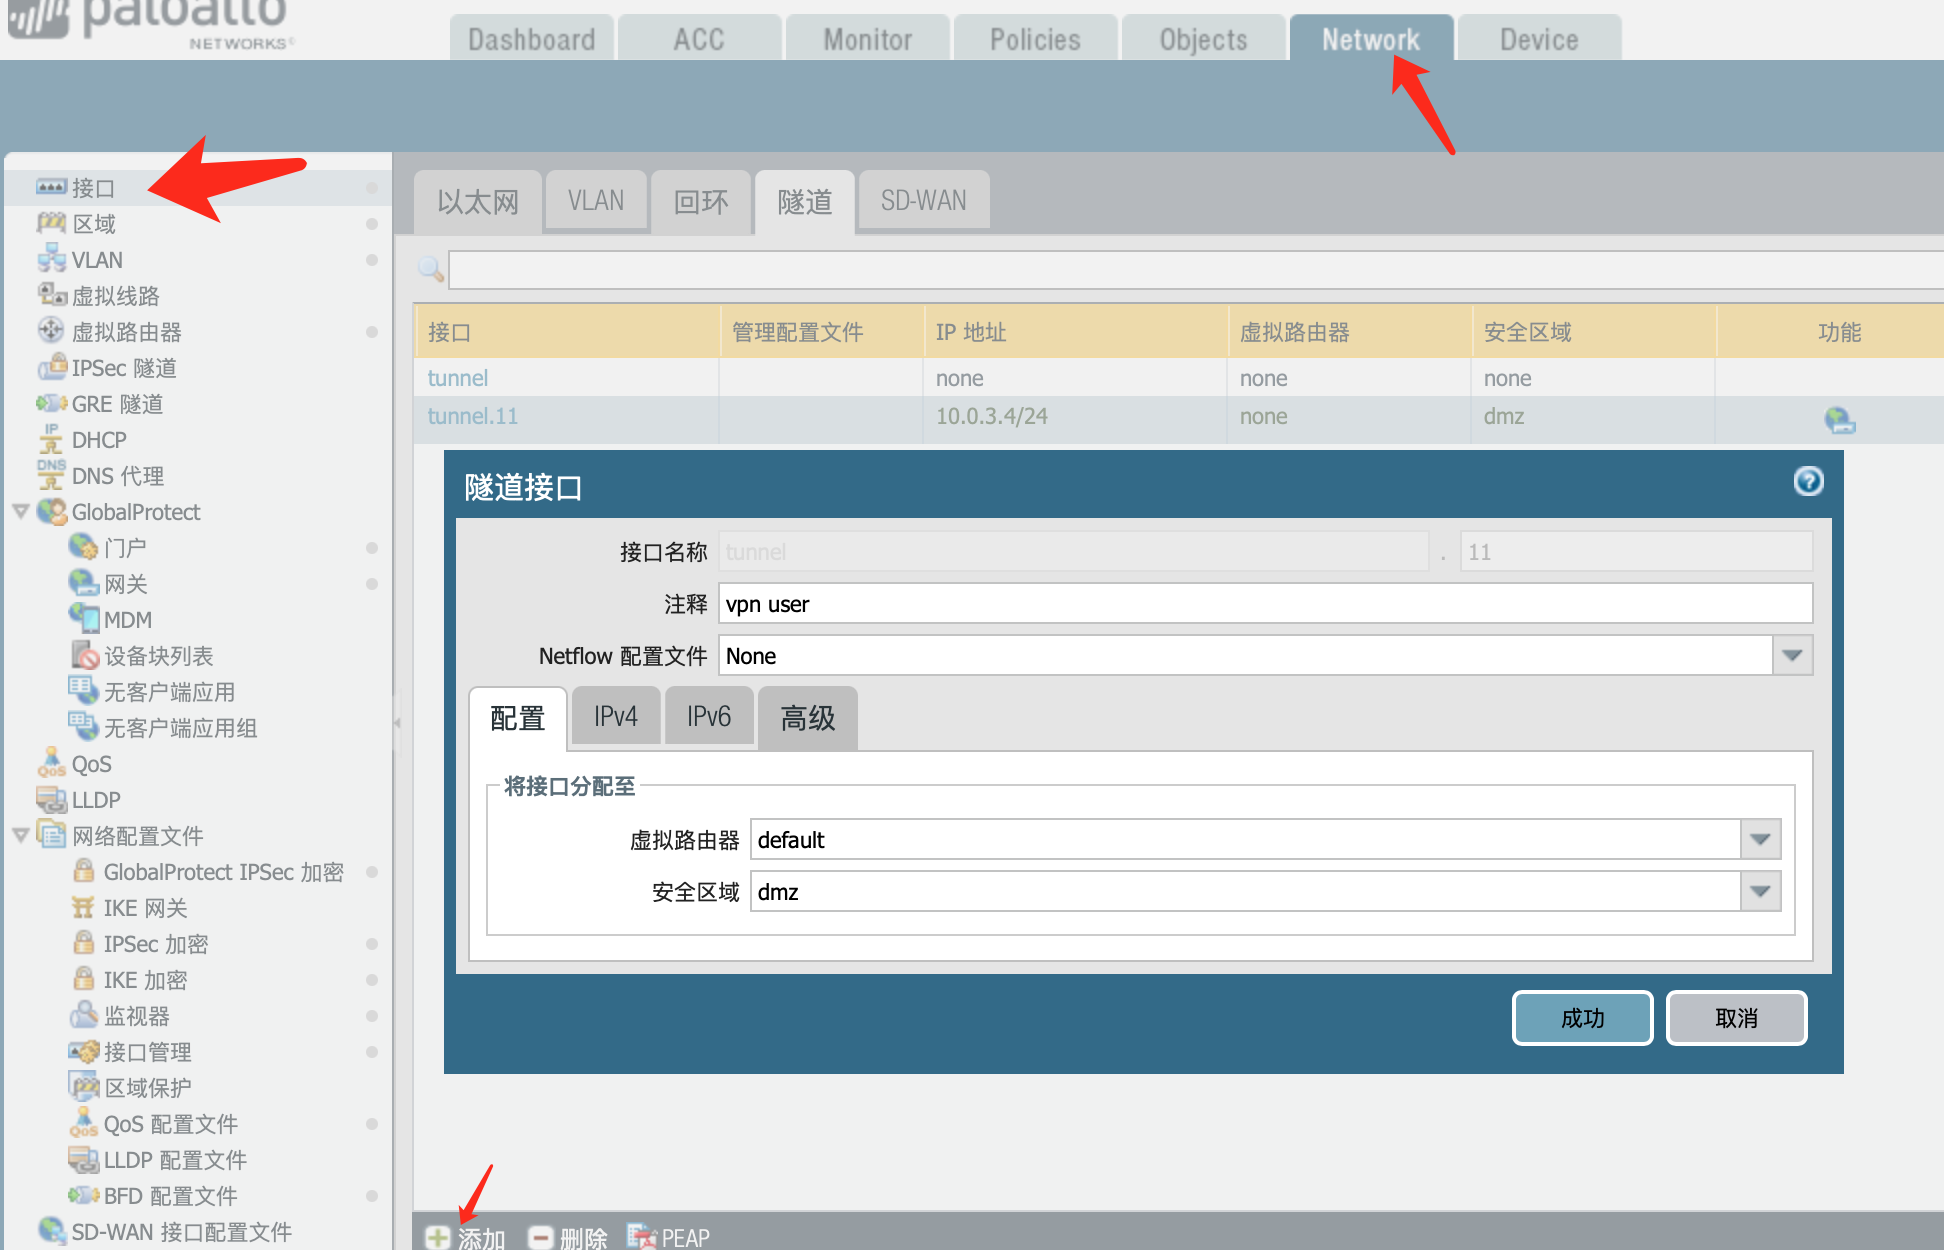 paloalto
NETWORKS
Dashboard ACC Monitor Policies Objects Network Device
接口
区域
VLAN
虚拟线路
虚拟路由器
IPSec 隧道
GRE 隧道
DHCP
DNS 代理
GlobalProtect
门户
网关
MDM
设备块列表
无客户端应用
无客户端应用组
QoS
LLDP
网络配置文件
GlobalProtect IPSec 加密
IKE 网关
IPSec 加密
IKE 加密
监视器
接口管理
区域保护
QoS 配置文件
LLDP 配置文件
BFD 配置文件
SD-WAN 接口配置文件
以太网 VLAN 回环 隧道 SD-WAN
接口 管理配置文件 IP 地址 虚拟路由器 安全区域 功能
tunnel none none none
tunnel.11 10.0.3.4/24 none dmz
隧道接口
接口名称 tunnel . 11
注释 vpn user
Netflow 配置文件 None
配置 IPv4 IPv6 高级
将接口分配至
虚拟路由器 default
安全区域 dmz
成功 取消
添加 删除 PEAP